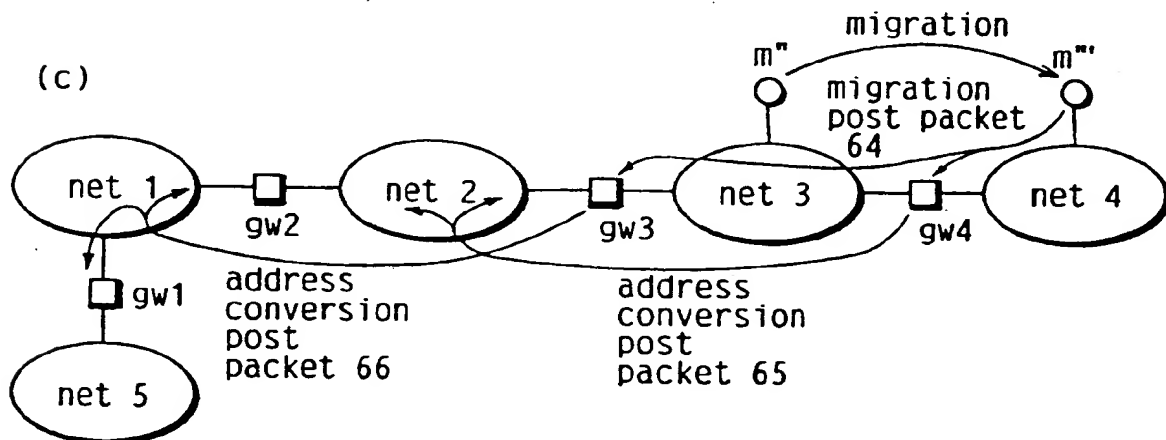 migration
m" m"'
(c)
migration
post packet
64
net 1
net 2
net 3
net 4
gw2
gw3
gw4
gw1
address
conversion
post
packet 66
address
conversion
post
packet 65
net 5